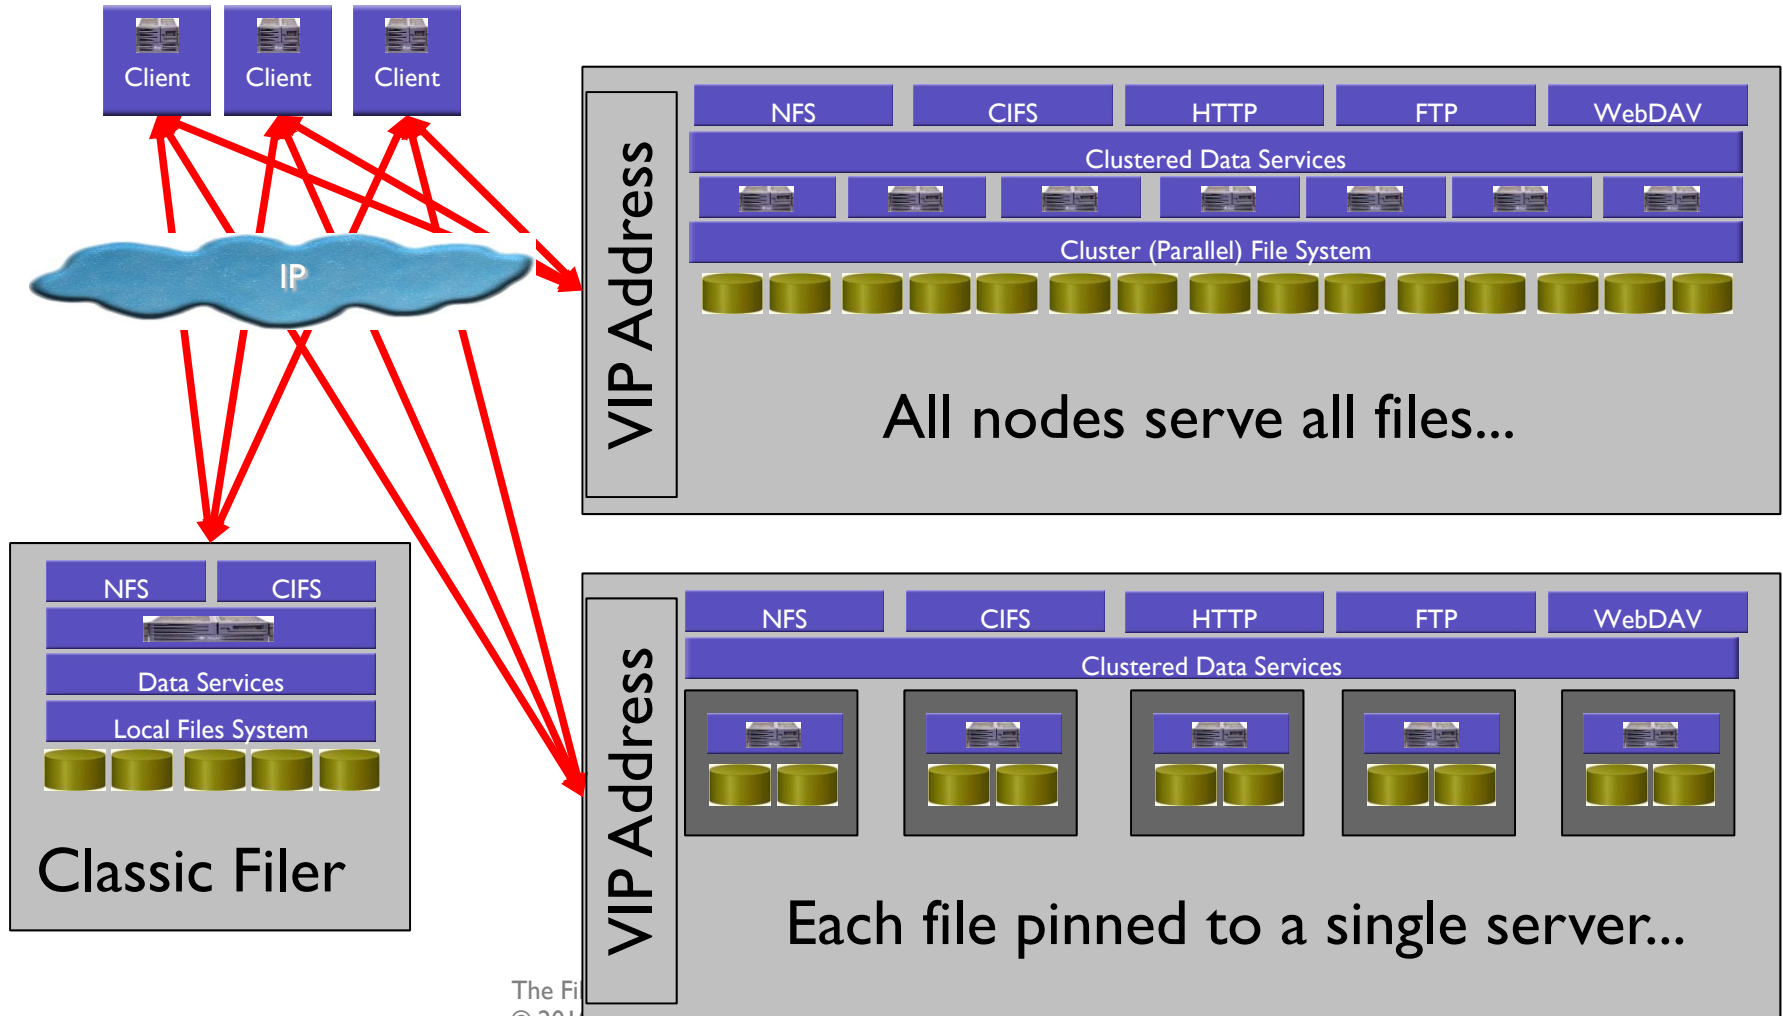 Client
Client
Client
IP
VIP Address
NFS
CIFS
HTTP
FTP
WebDAV
Clustered Data Services
Cluster (Parallel) File System
All nodes serve all files...
NFS
CIFS
Data Services
Local Files System
Classic Filer
VIP Address
NFS
CIFS
HTTP
FTP
WebDAV
Clustered Data Services
Each file pinned to a single server...
The